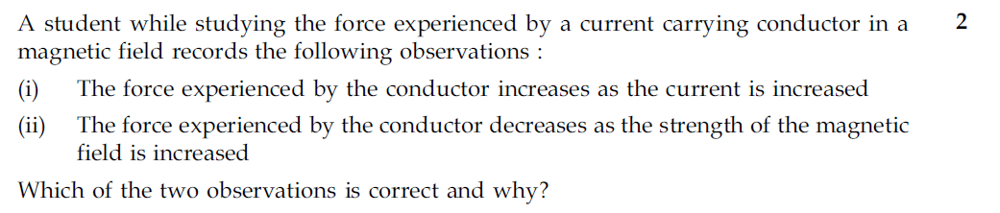 A student while studying the force experienced by a current carrying conductor in a 2
magnetic field records the following observations :
(i) The force experienced by the conductor increases as the current is increased
(ii) The force experienced by the conductor decreases as the strength of the magnetic
field is increased
Which of the two observations is correct and why?